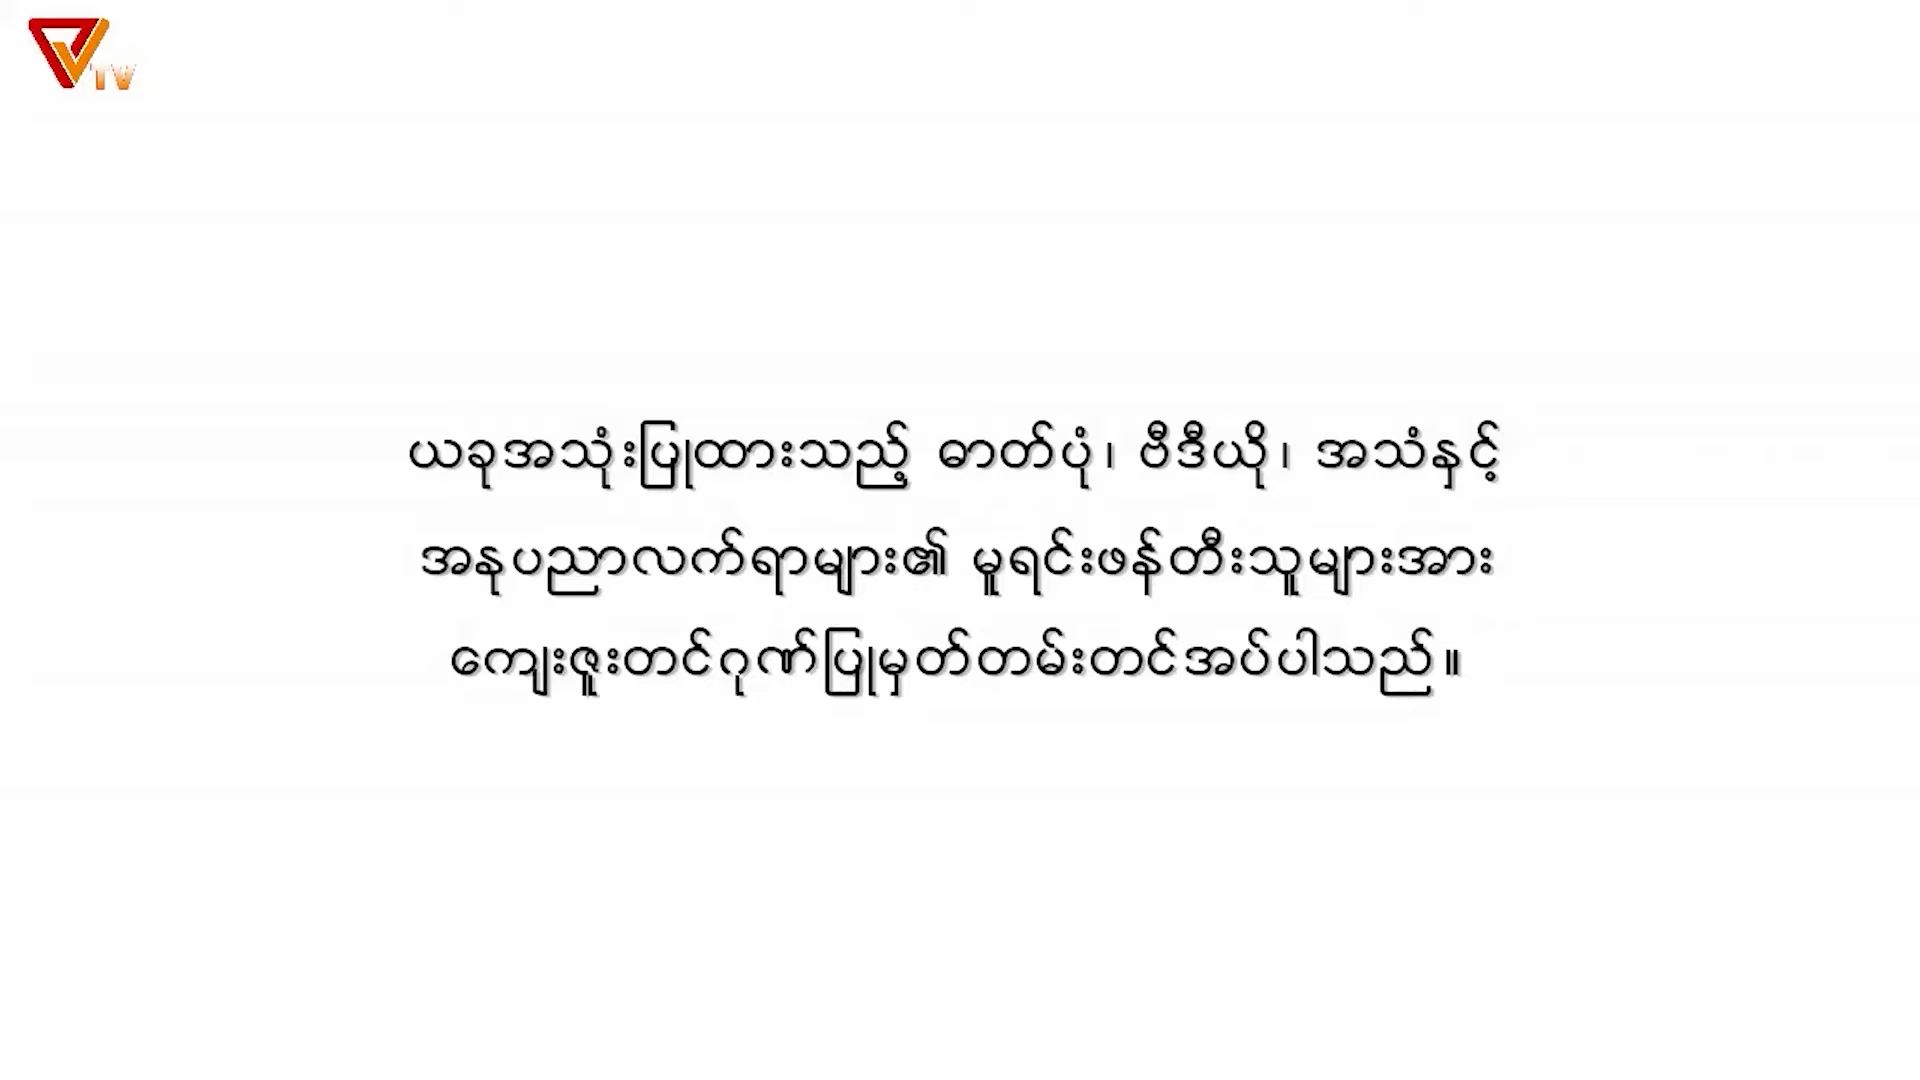 TV
ယခုအသုံးပြုထားသည့် ဓာတ်ပုံ၊ ဗီဒီယို၊ အသံနှင့်
အနုပညာလက်ရာများ၏ မူရင်းဖန်တီးသူများအား
ကျေးဇူးတင်ဂုဏ်ပြုမှတ်တမ်းတင်အပ်ပါသည်။